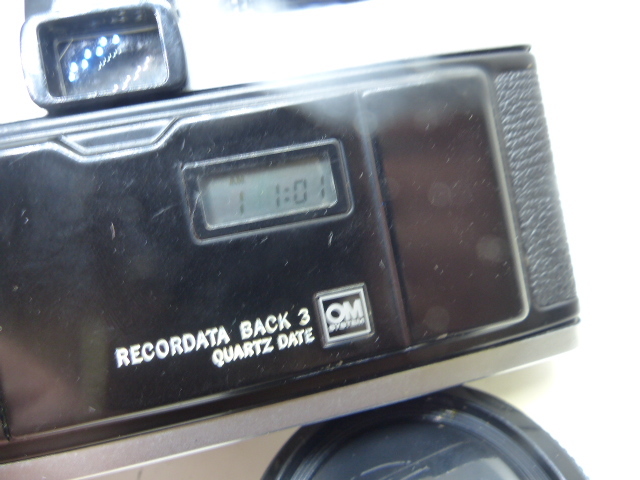 1 1:01
RECORDATA BACK 3
QUARTZ DATE
OM
SYSTEM